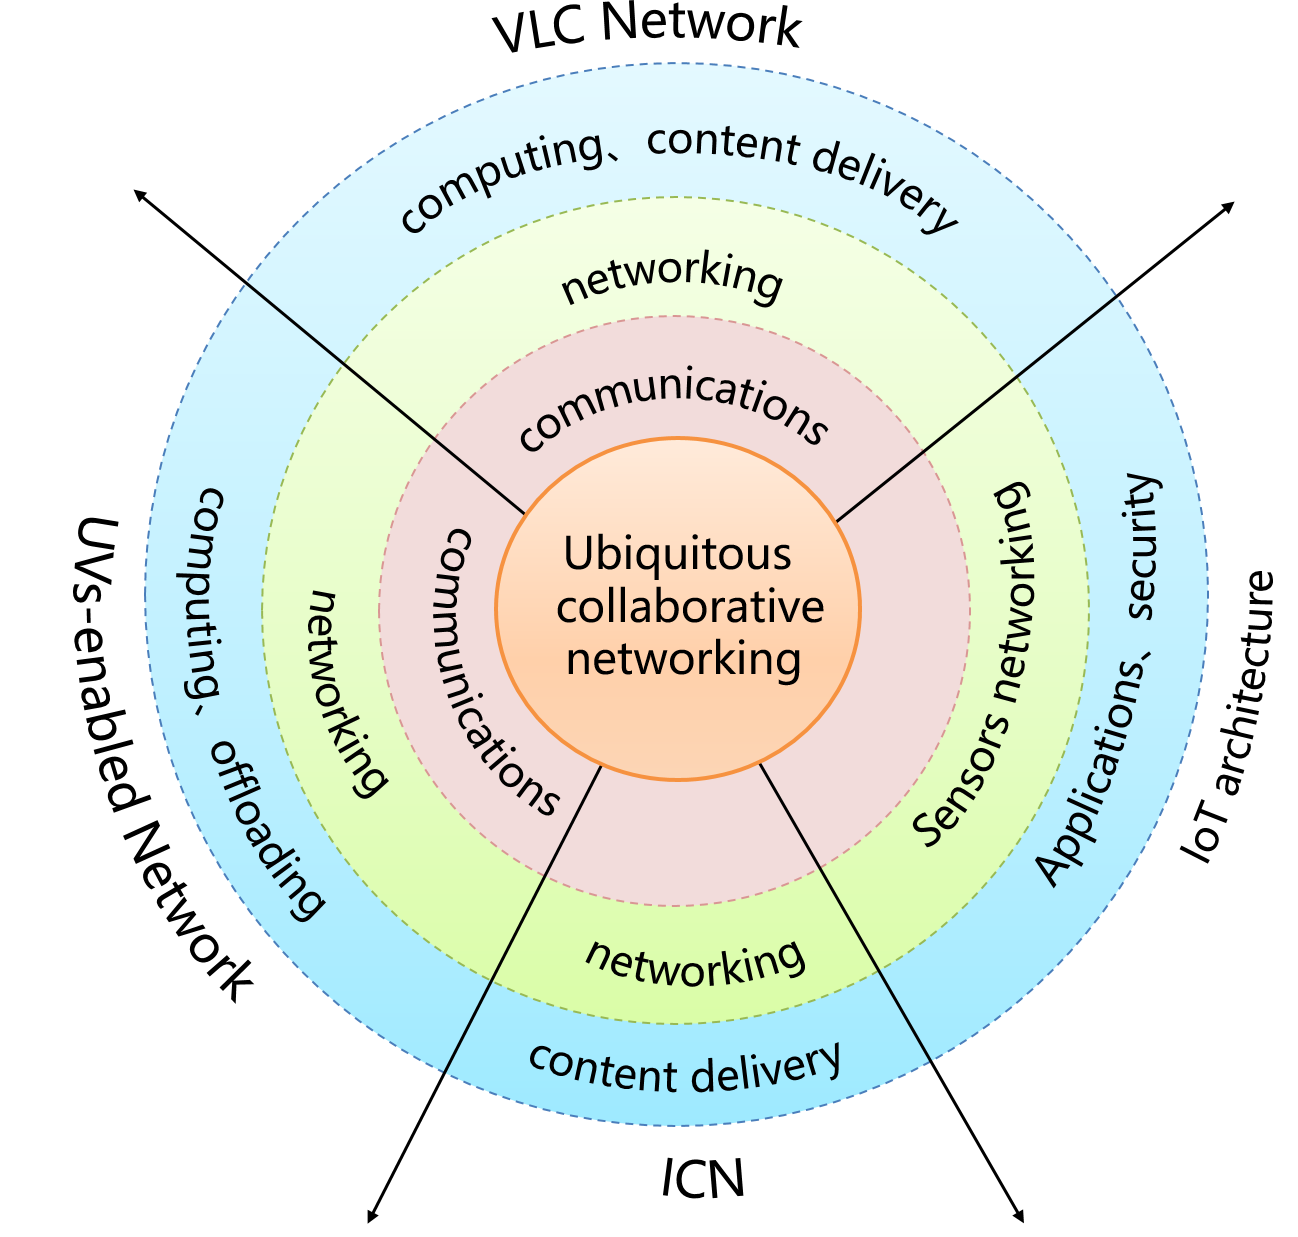 VLC Network
computing、content delivery
networking
communications
Ubiquitous
collaborative
networking
communications
networking
computing、offloading
UVs-enabled Network
Sensors networking
Applications、security
IoT architecture
networking
content delivery
ICN